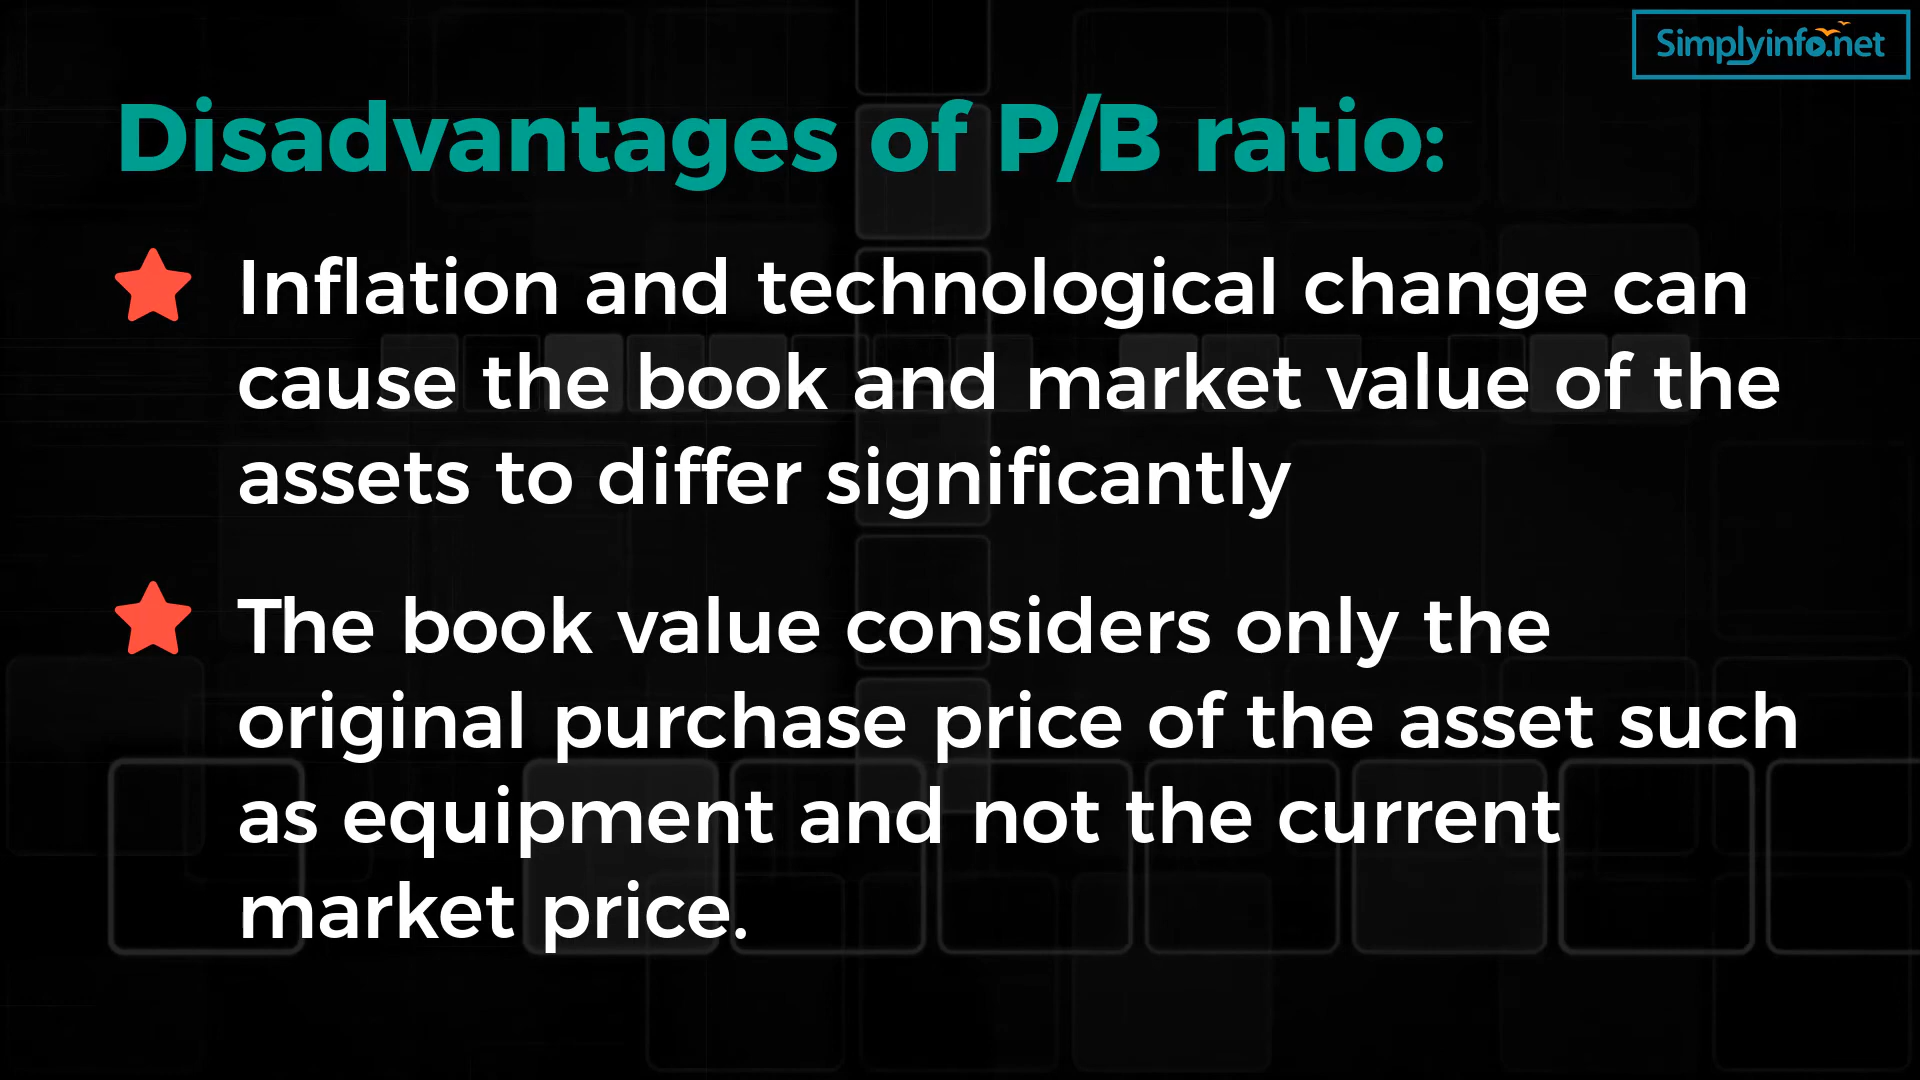 Simplyinfo.net
Disadvantages of P/B ratio:
Inflation and technological change can
cause the book and market value of the
assets to differ significantly
The book value considers only the
original purchase price of the asset such
as equipment and not the current
market price.